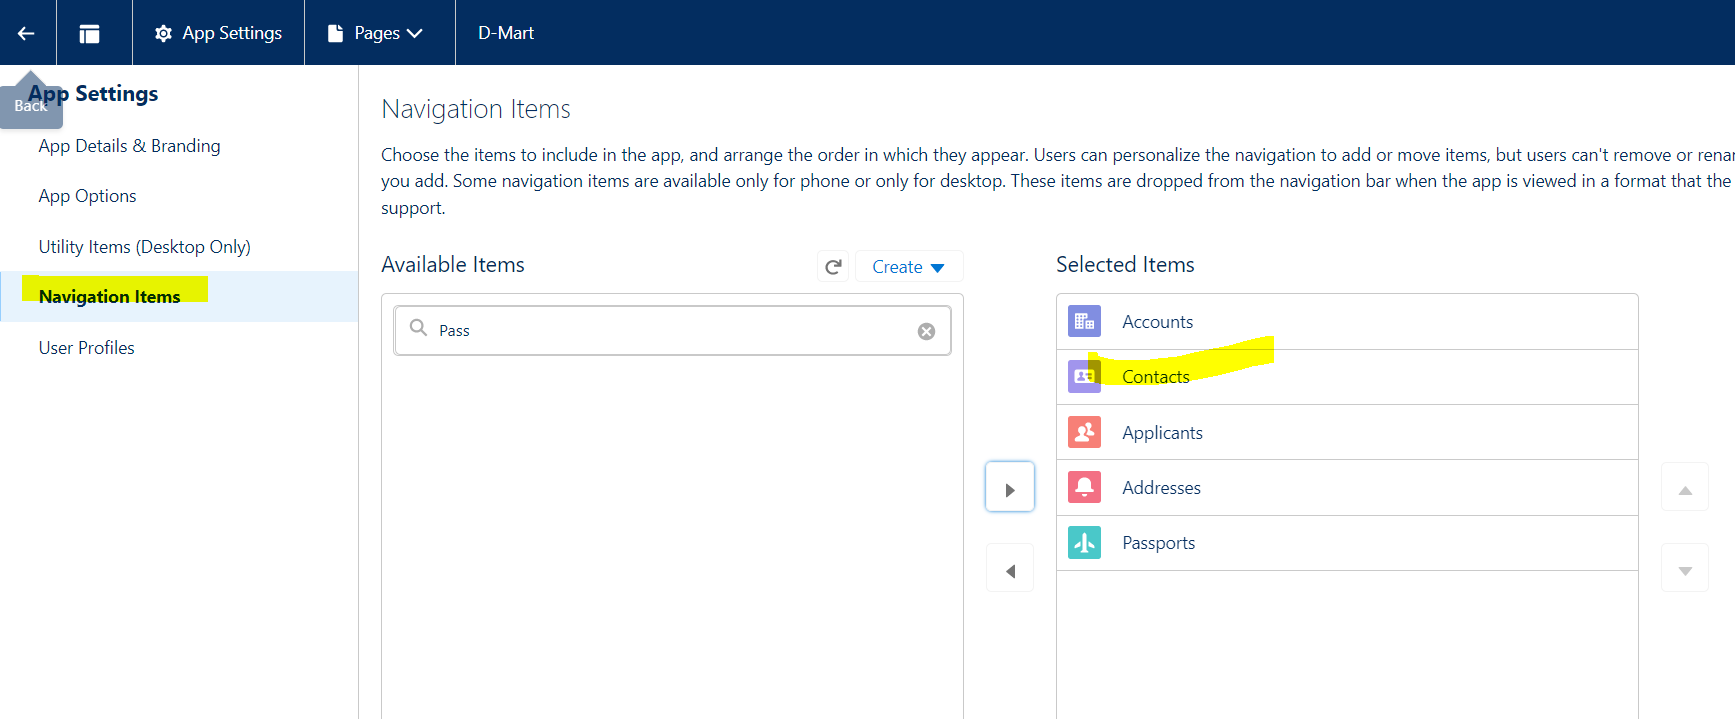 App Settings
Pages
D-Mart
Back
App Settings
App Details & Branding
App Options
Utility Items (Desktop Only)
Navigation Items
User Profiles
Navigation Items
Choose the items to include in the app, and arrange the order in which they appear. Users can personalize the navigation to add or move items, but users can't remove or renar
you add. Some navigation items are available only for phone or only for desktop. These items are dropped from the navigation bar when the app is viewed in a format that the
support.
Available Items
Create
Pass
Selected Items
Accounts
Contacts
Applicants
Addresses
Passports